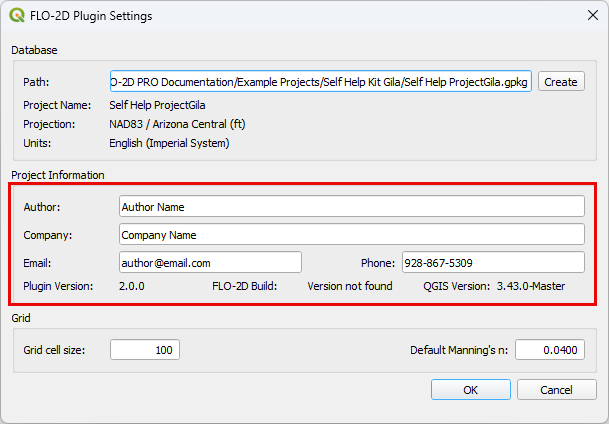 FLO-2D Plugin Settings
Database
Path: O-2D PRO Documentation/Example Projects/Self Help Kit Gila/Self Help ProjectGila.gpkg Create
Project Name: Self Help ProjectGila
Projection: NAD83 / Arizona Central (ft)
Units: English (Imperial System)
Project Information
Author: Author Name
Company: Company Name
Email: author@email.com Phone: 928-867-5309
Plugin Version: 2.0.0 FLO-2D Build: Version not found QGIS Version: 3.43.0-Master
Grid
Grid cell size: 100 Default Manning's n: 0.0400
OK Cancel